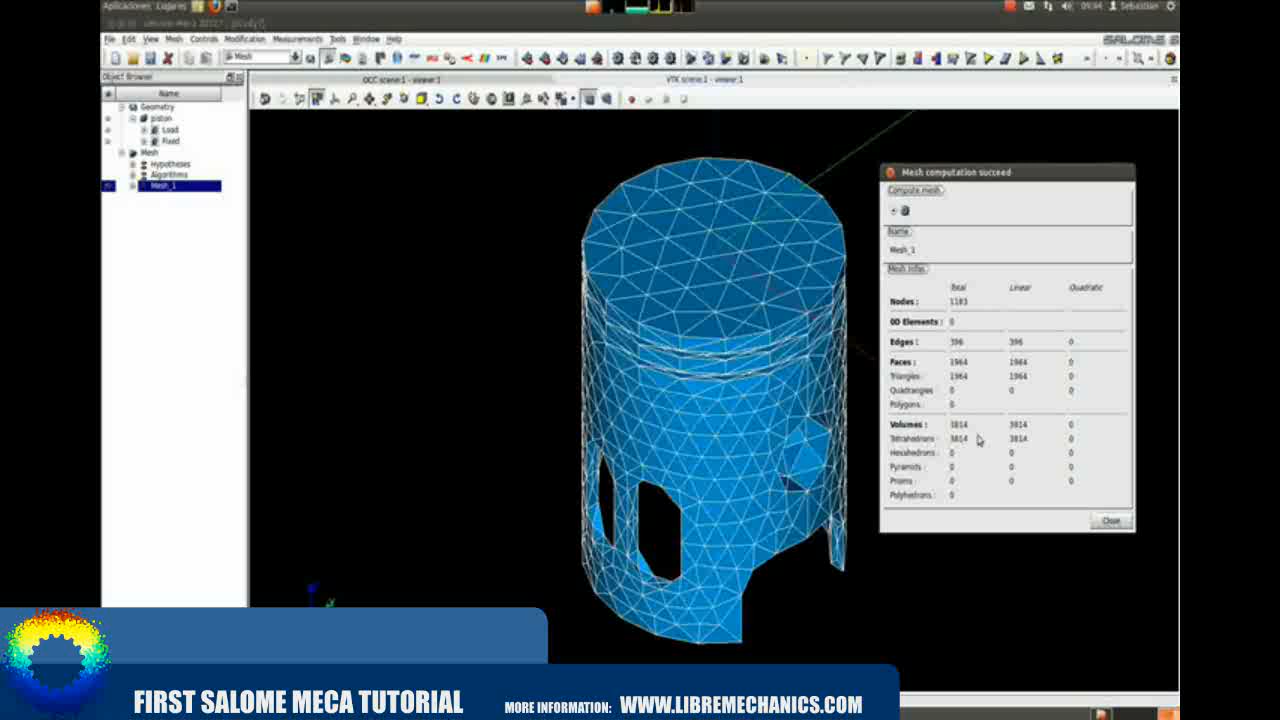 Aplicaciones Lugares
09:44 Sebastian
File Edit View Mesh Controls Modification Measurements Tools Window Help
SALOME 6
Mesh
Object Browser
OCC scene:1 - viewer:1
VTK scene:1 - viewer:1
Name
Geometry
piston
Load
Fixed
Mesh
Hypotheses
Algorithms
Mesh_1
Mesh computation succeed
Compute mesh
Name
Mesh_1
Mesh Infos
Total Linear Quadratic
Nodes : 1183
0D Elements : 0
Edges : 396 396 0
Faces : 1964 1964 0
Triangles : 1964 1964 0
Quadrangles : 0 0 0
Polygons : 0
Volumes : 3814 3814 0
Tetrahedrons : 3814 3814 0
Hexahedrons : 0 0 0
Pyramids : 0 0 0
Prisms : 0 0 0
Polyhedrons : 0
Close
FIRST SALOME MECA TUTORIAL
MORE INFORMATION: WWW.LIBREMECHANICS.COM